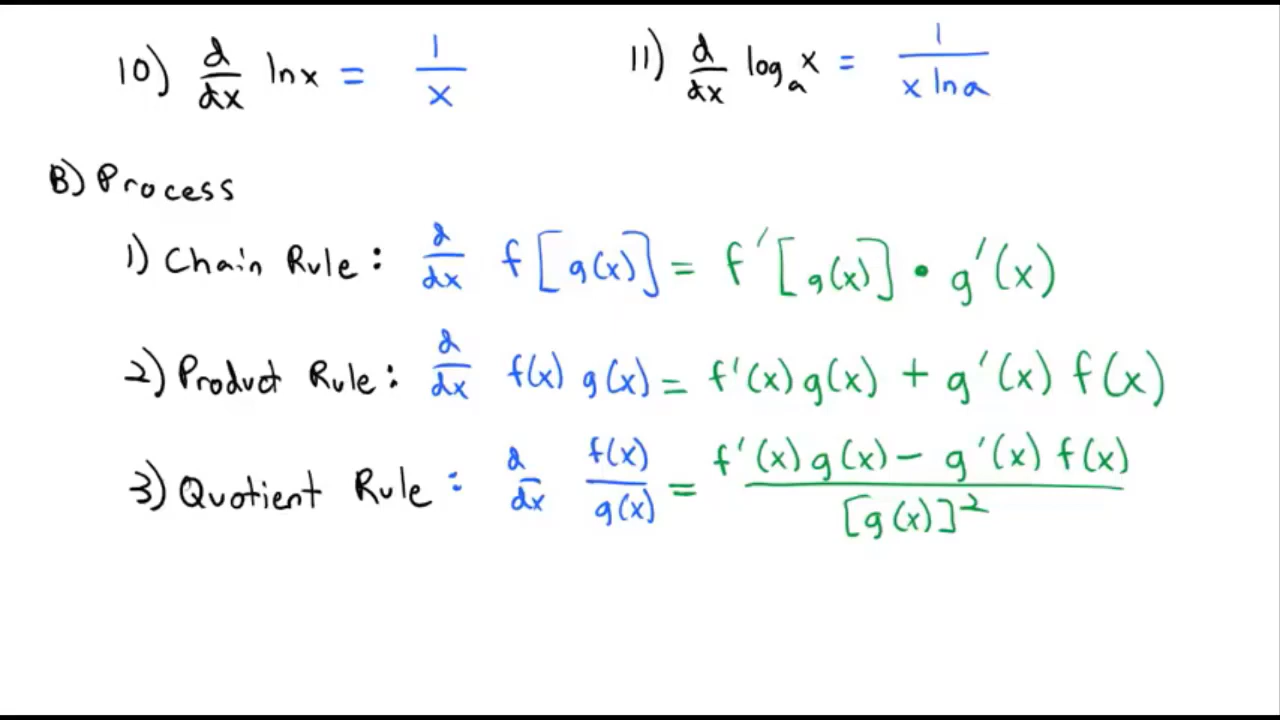 10) d/dx ln x = 1/x    11) d/dx logₐ x = 1/(x ln a)
B) Process
1) Chain Rule: d/dx f[g(x)] = f'[g(x)] • g'(x)
2) Product Rule: d/dx f(x) g(x) = f'(x) g(x) + g'(x) f(x)
3) Quotient Rule: d/dx f(x)/g(x) = (f'(x) g(x) − g'(x) f(x))/[g(x)]²